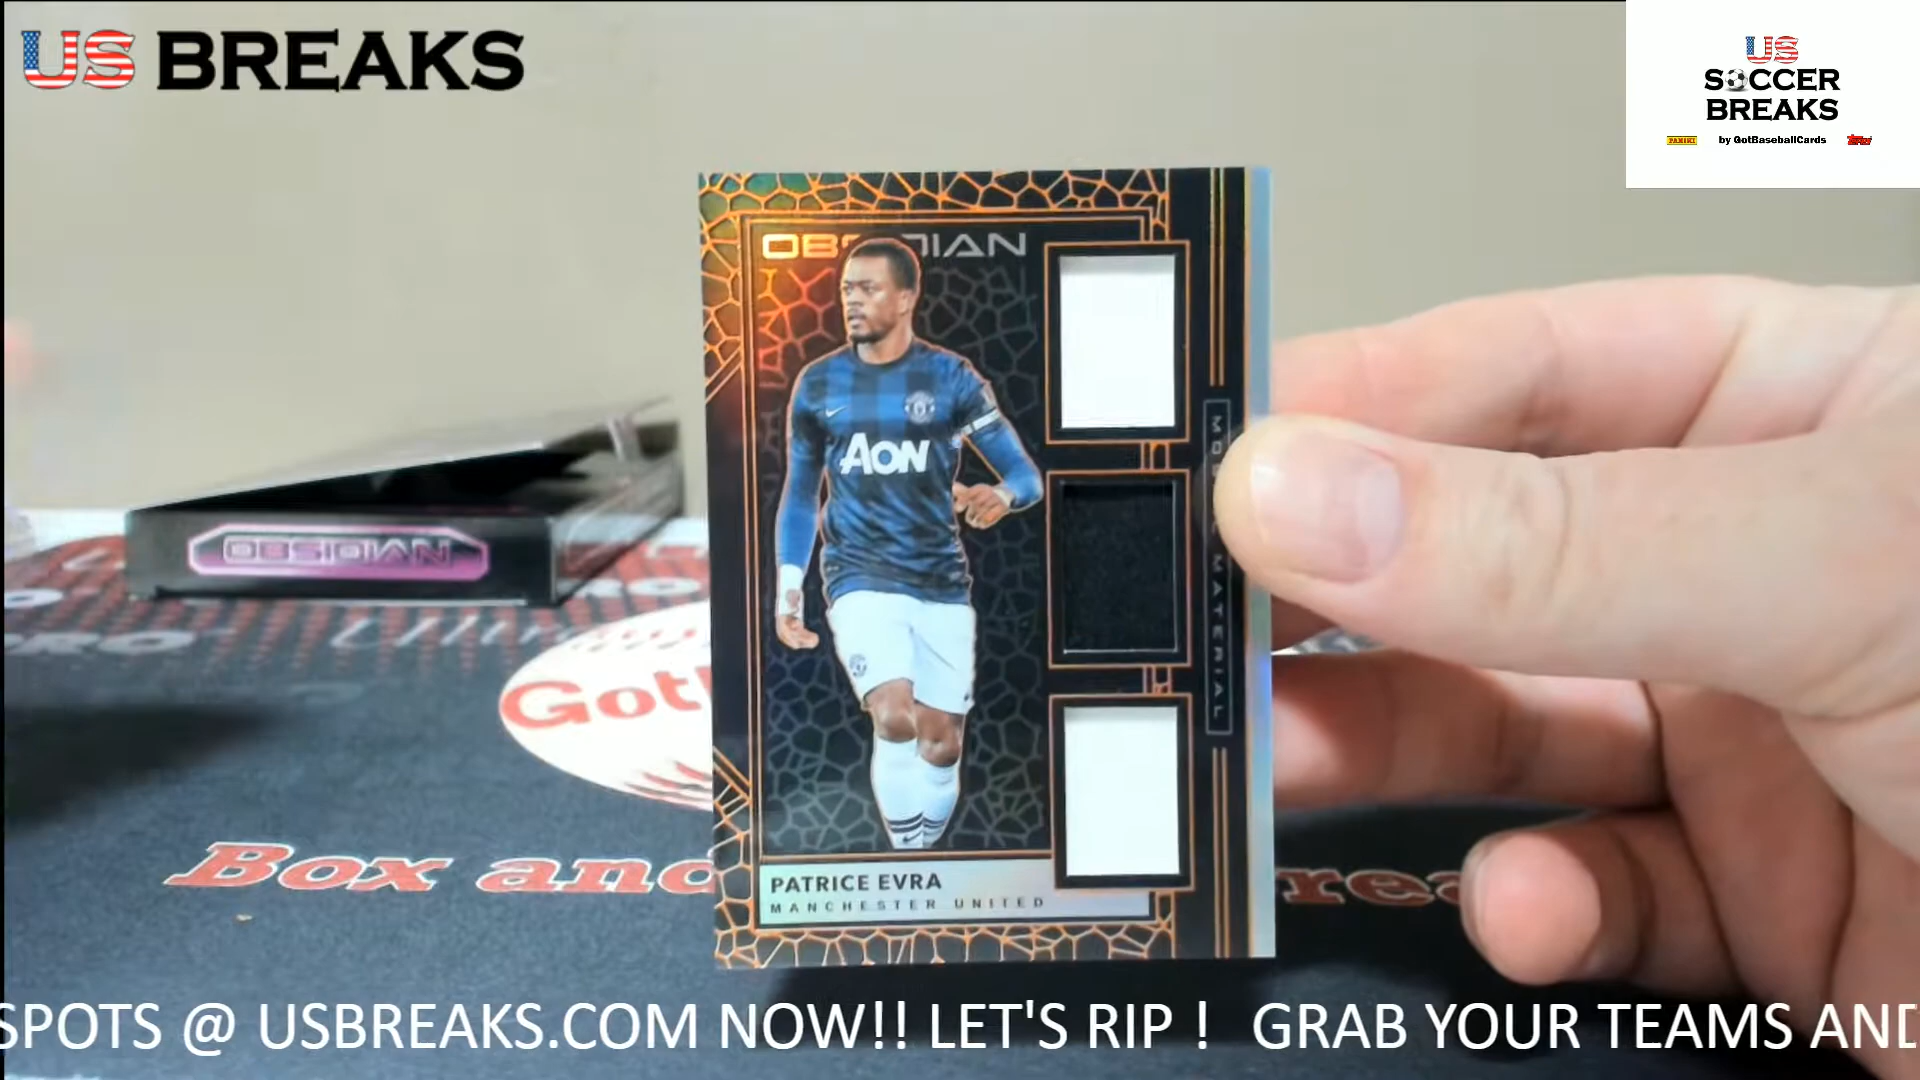 US BREAKS
US
SOCCER
BREAKS
PANINI by GotBaseballCards Topps
OBSIDIAN
AON
MATERIAL
PATRICE EVRA
MANCHESTER UNITED
OBSIDIAN
Got
Box and
SPOTS @ USBREAKS.COM NOW!! LET'S RIP ! GRAB YOUR TEAMS AND